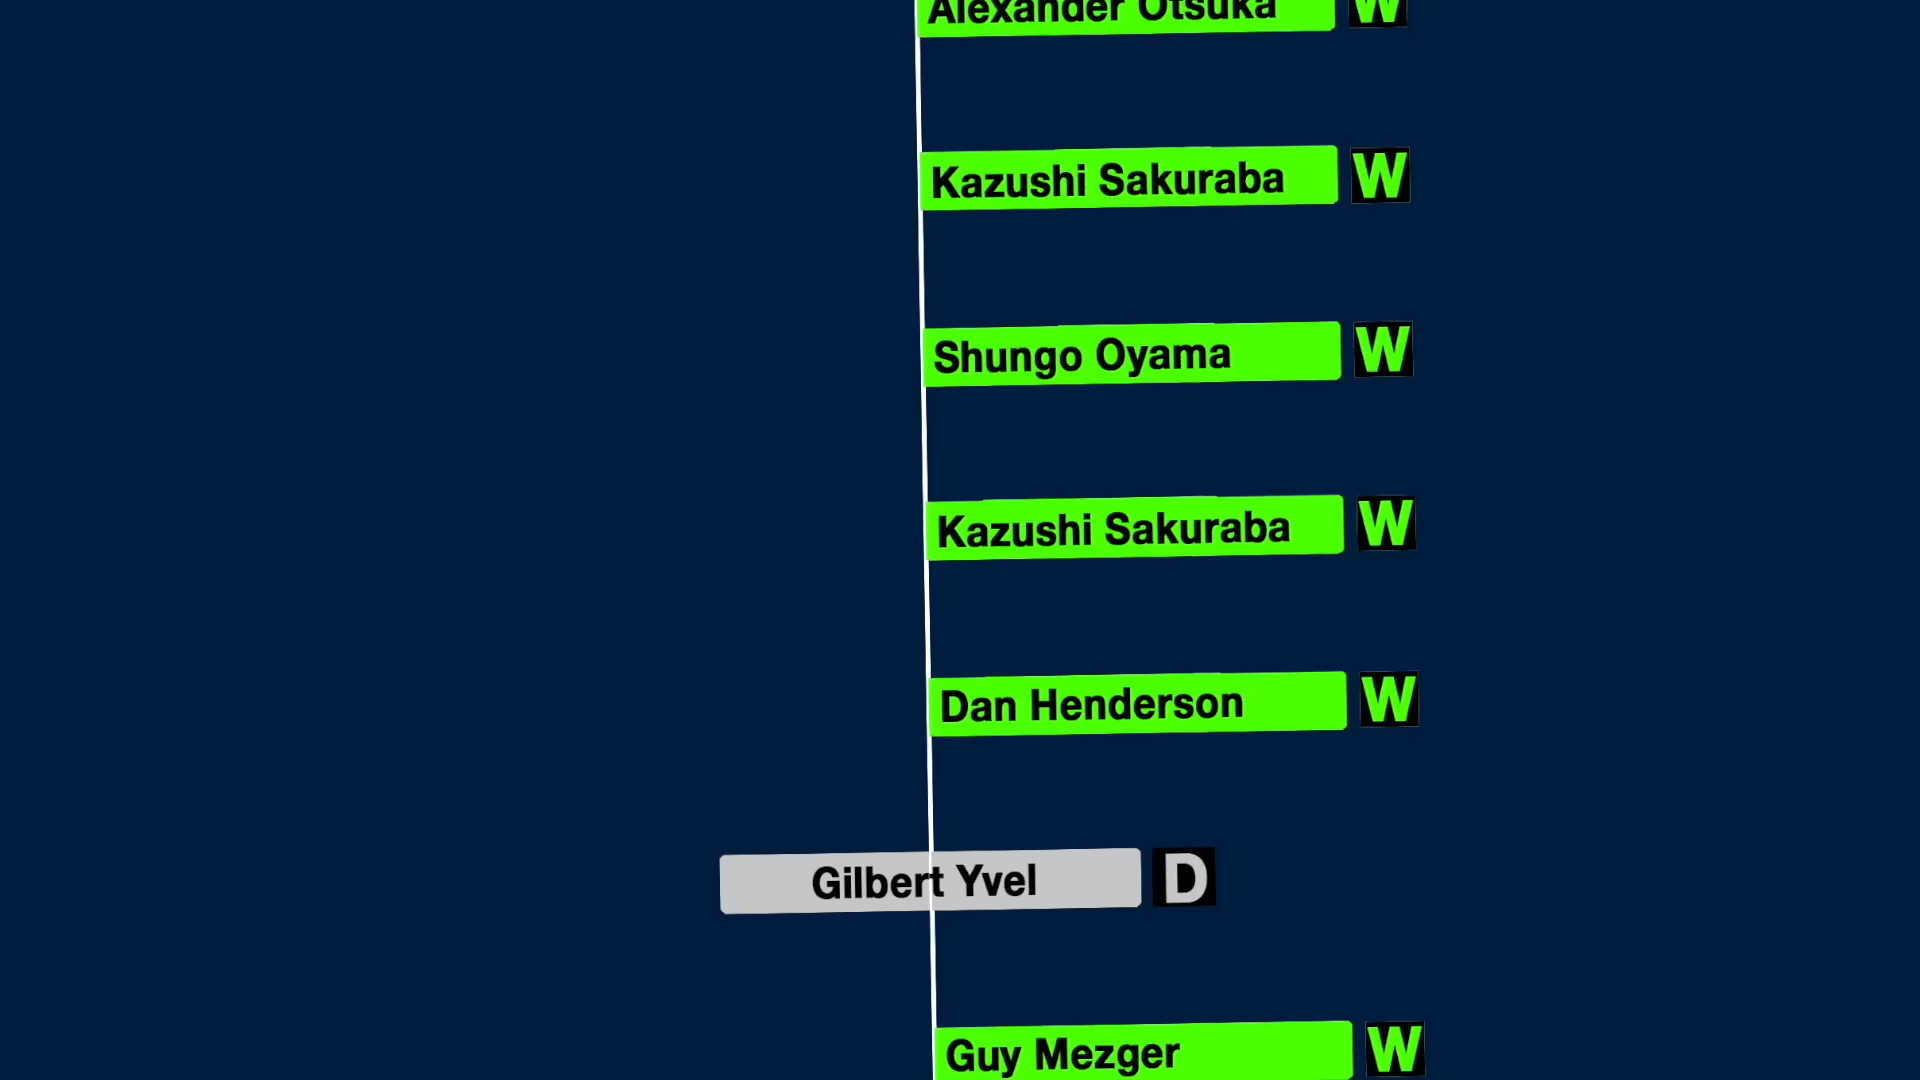 Alexander Otsuka W
Kazushi Sakuraba W
Shungo Oyama W
Kazushi Sakuraba W
Dan Henderson W
Gilbert Yvel D
Guy Mezger W